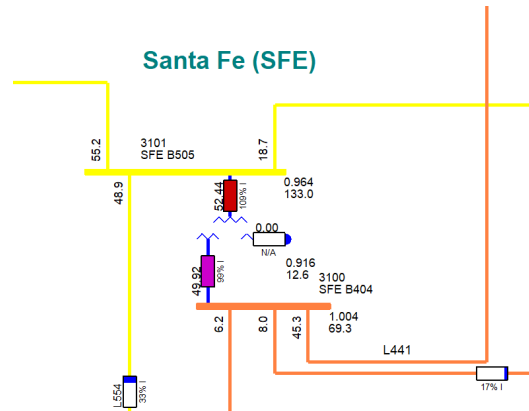 Santa Fe (SFE)
55.2
3101
SFE B505
18.7
48.9
52.44
109% I
0.964
133.0
0.00
N/A
49.92
99% I
0.916
12.6
3100
SFE B404
6.2
8.0
45.3
1.004
69.3
L441
L554
33% I
17% I